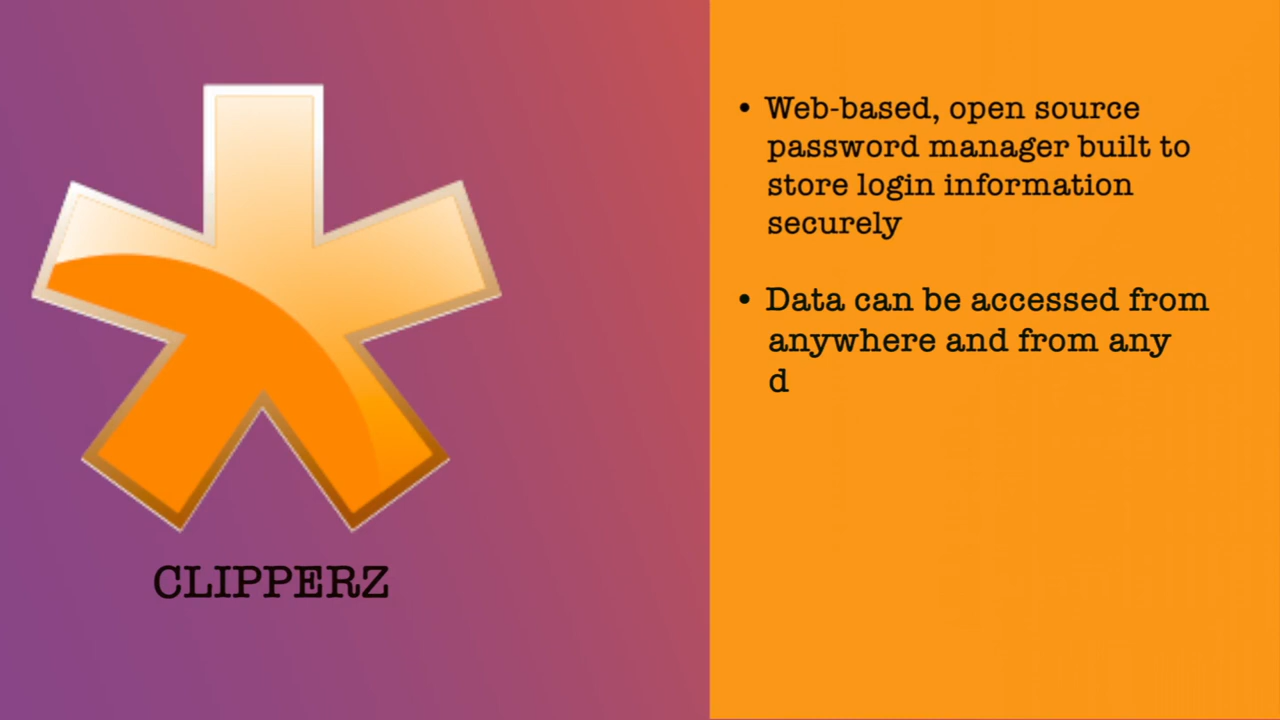 • Web-based, open source
password manager built to
store login information
securely
• Data can be accessed from
anywhere and from any
d
CLIPPERZ